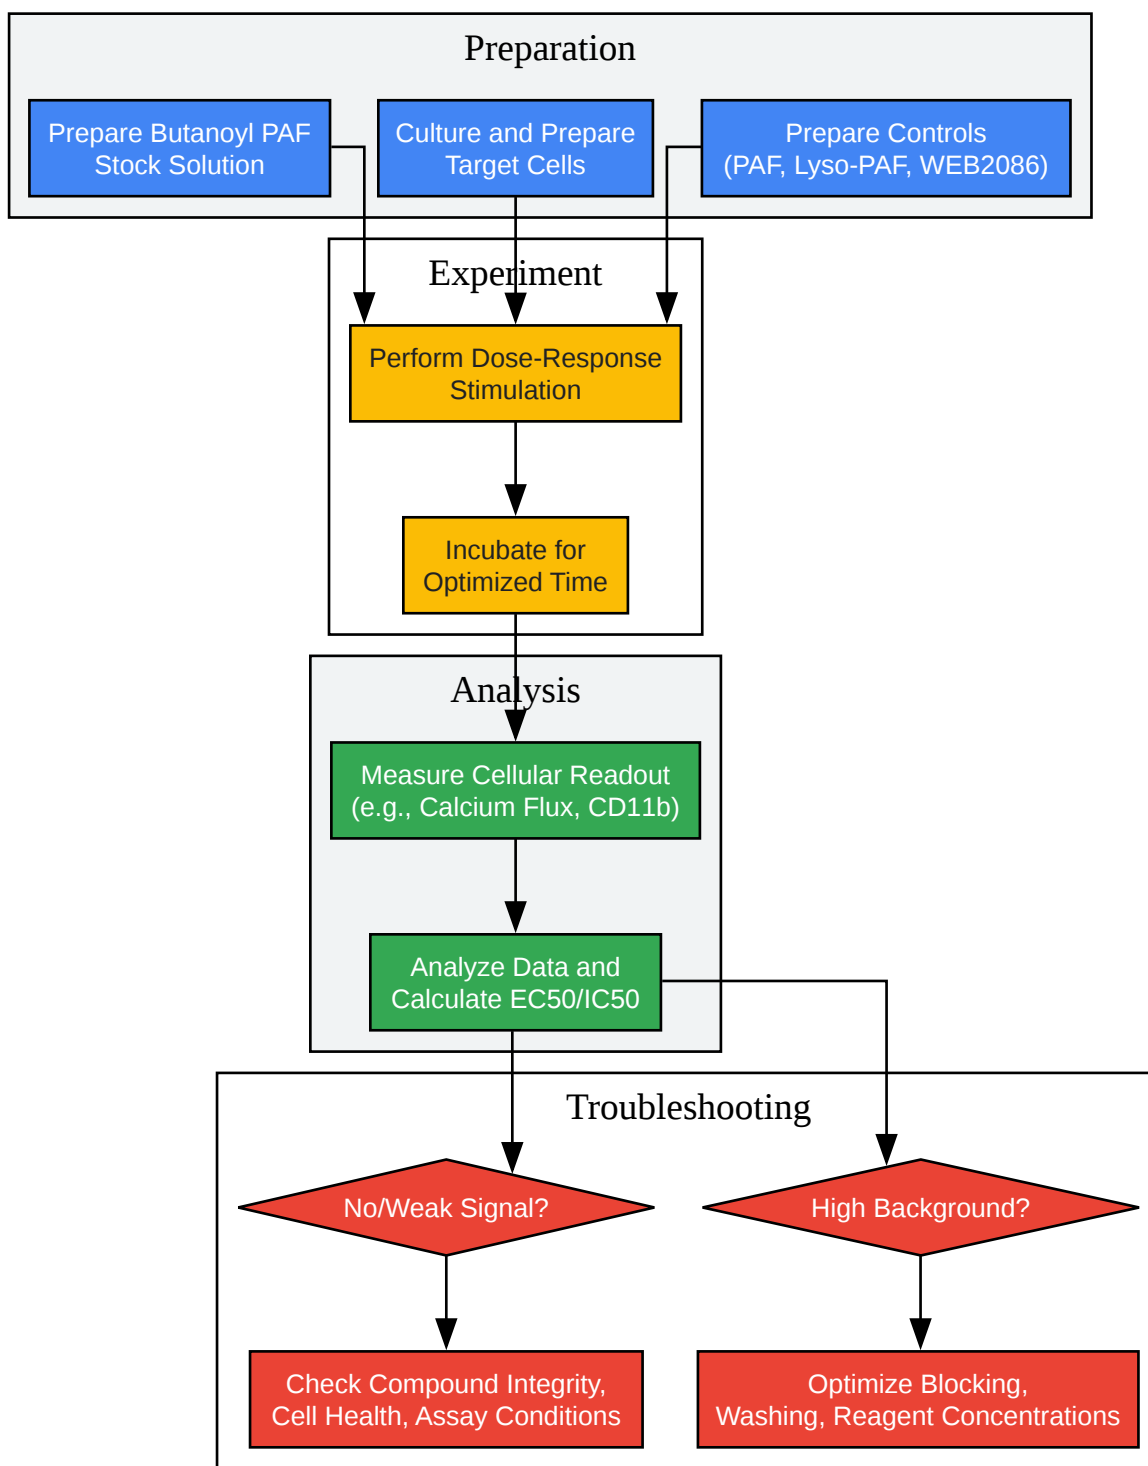 Preparation
Prepare Butanoyl PAF
Stock Solution
Culture and Prepare
Target Cells
Prepare Controls
(PAF, Lyso-PAF, WEB2086)
Experiment
Perform Dose-Response
Stimulation
Incubate for
Optimized Time
Analysis
Measure Cellular Readout
(e.g., Calcium Flux, CD11b)
Analyze Data and
Calculate EC50/IC50
Troubleshooting
No/Weak Signal?
High Background?
Check Compound Integrity,
Cell Health, Assay Conditions
Optimize Blocking,
Washing, Reagent Concentrations